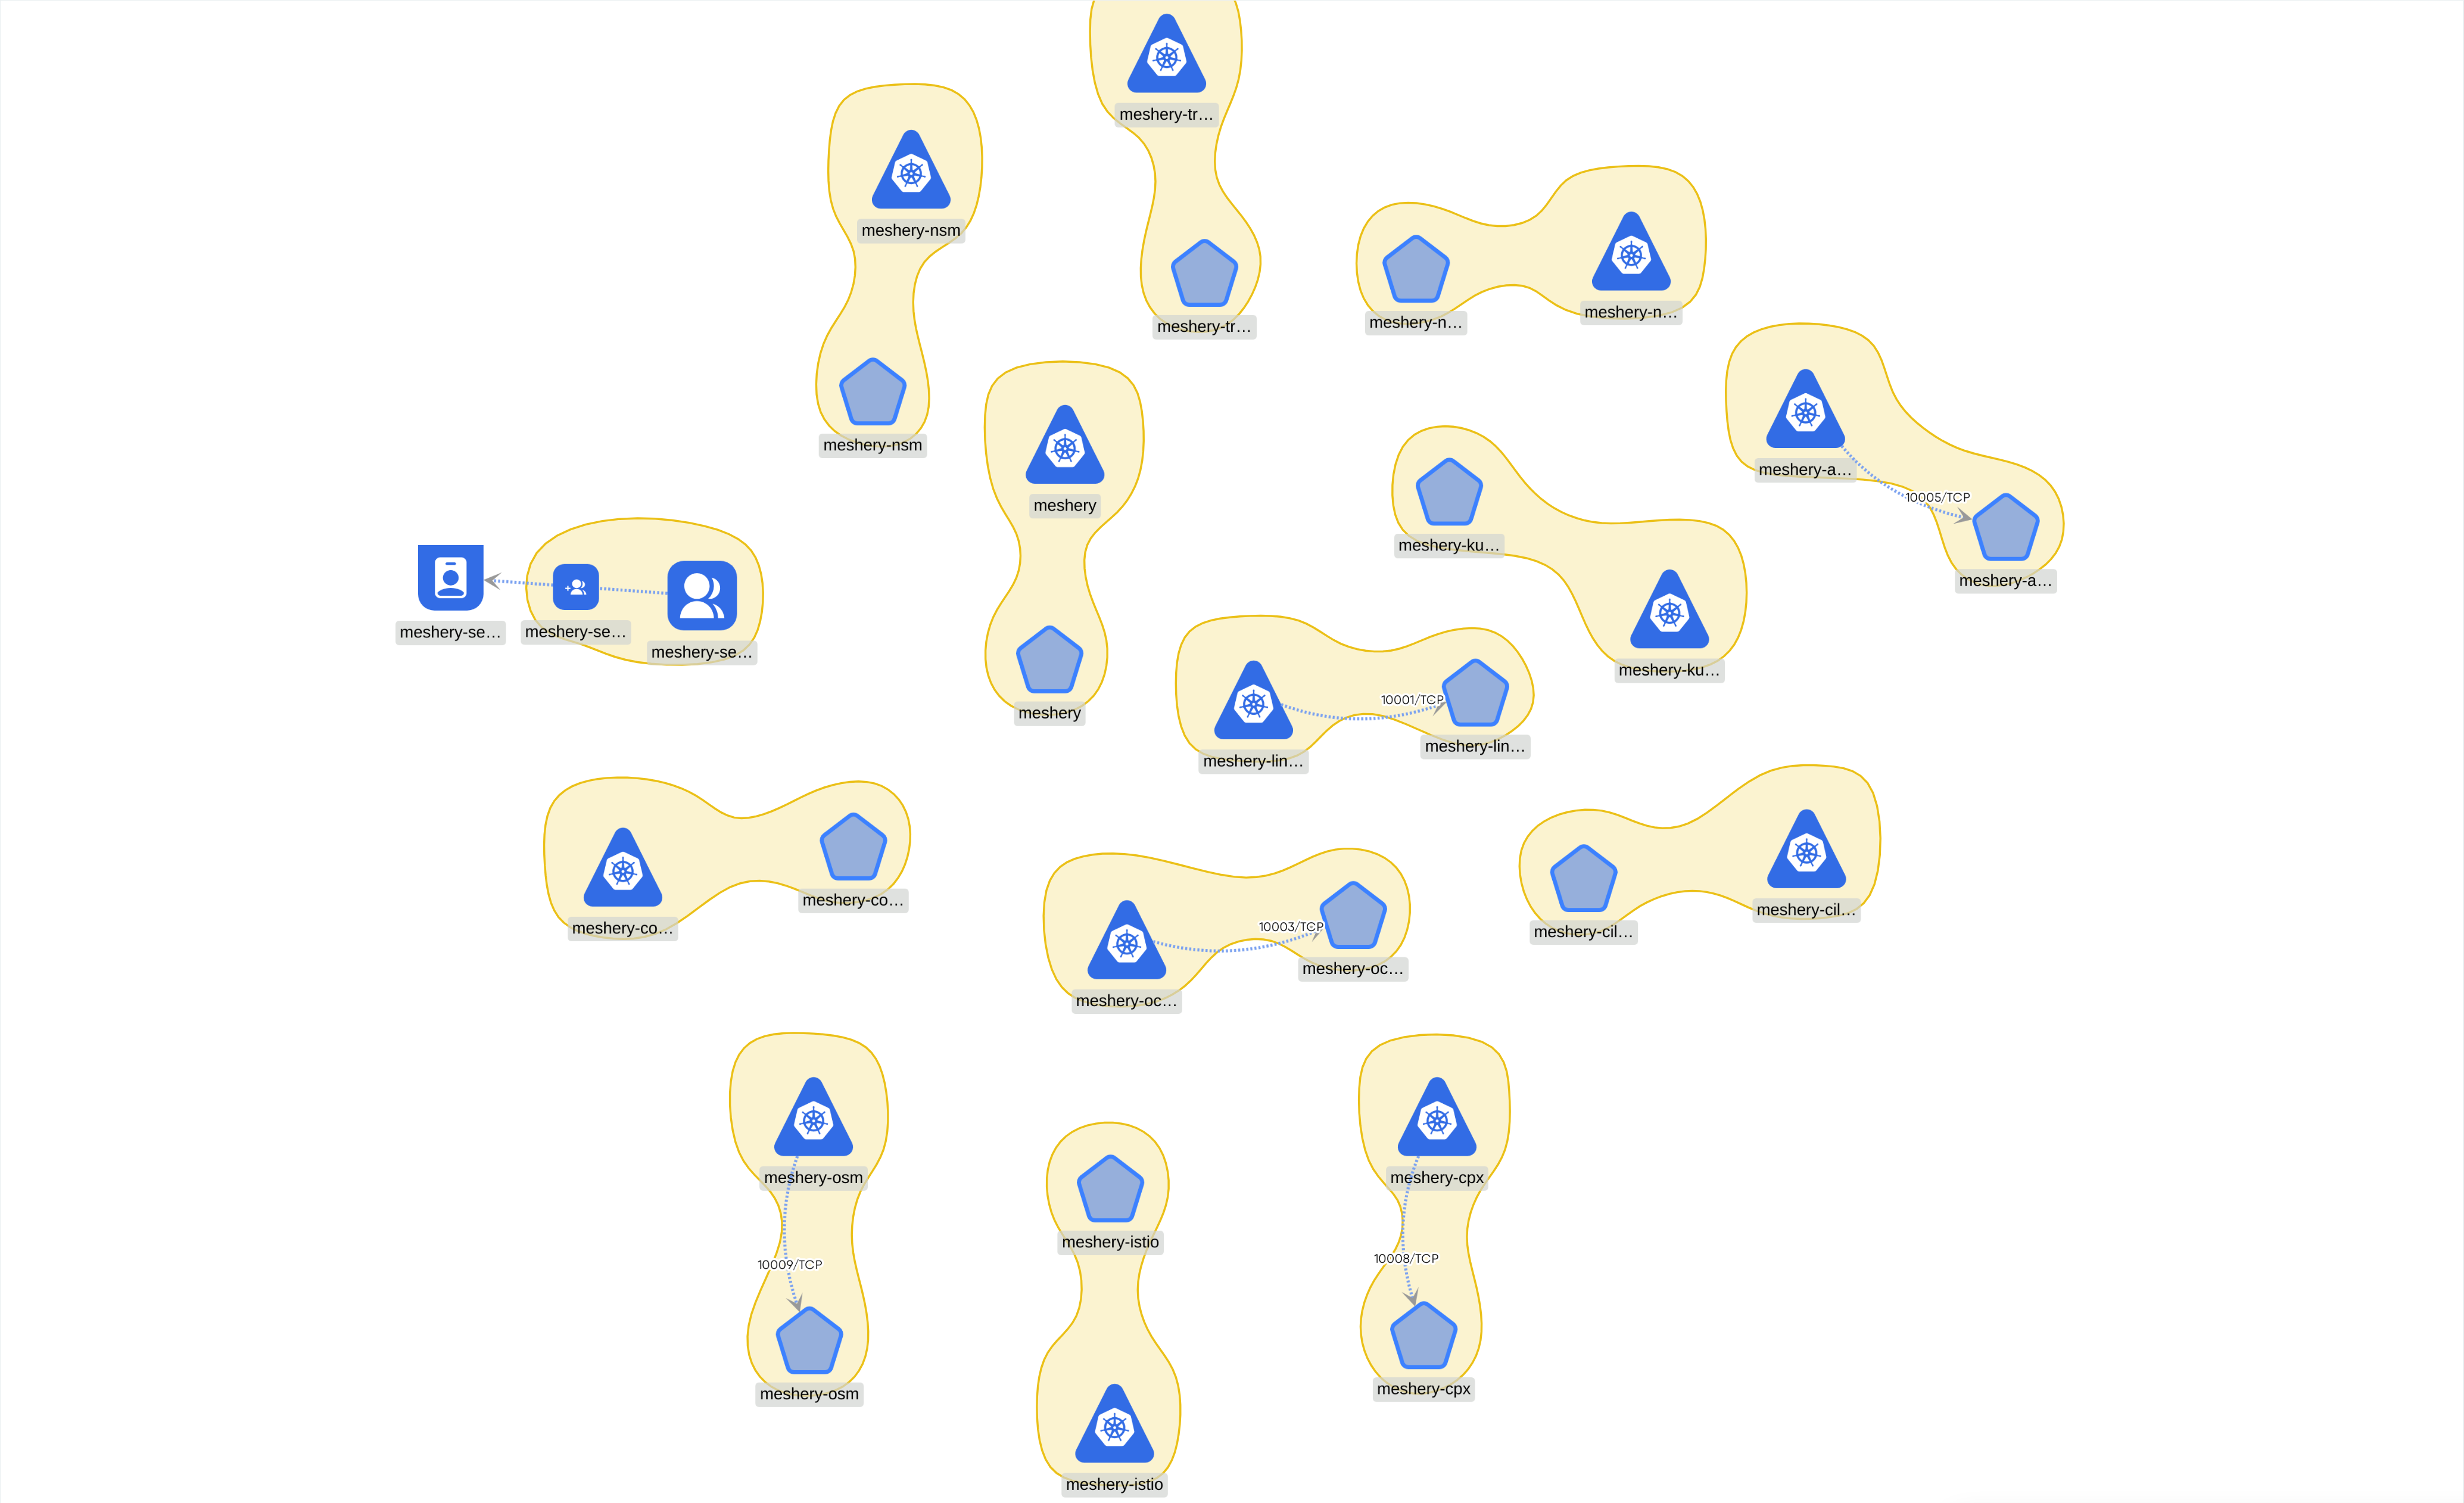 meshery-tr…
meshery-nsm
meshery-n…
meshery-tr…
meshery-n…
meshery-nsm
meshery-a…
10005/TCP
meshery
meshery-ku…
meshery-a…
meshery-se…
meshery-se…
meshery-se…
meshery-ku…
10001/TCP
meshery
meshery-lin…
meshery-lin…
meshery-co…
meshery-co…
meshery-cil…
meshery-cil…
10003/TCP
meshery-oc…
meshery-oc…
meshery-osm
meshery-cpx
meshery-istio
10009/TCP
10008/TCP
meshery-osm
meshery-cpx
meshery-istio